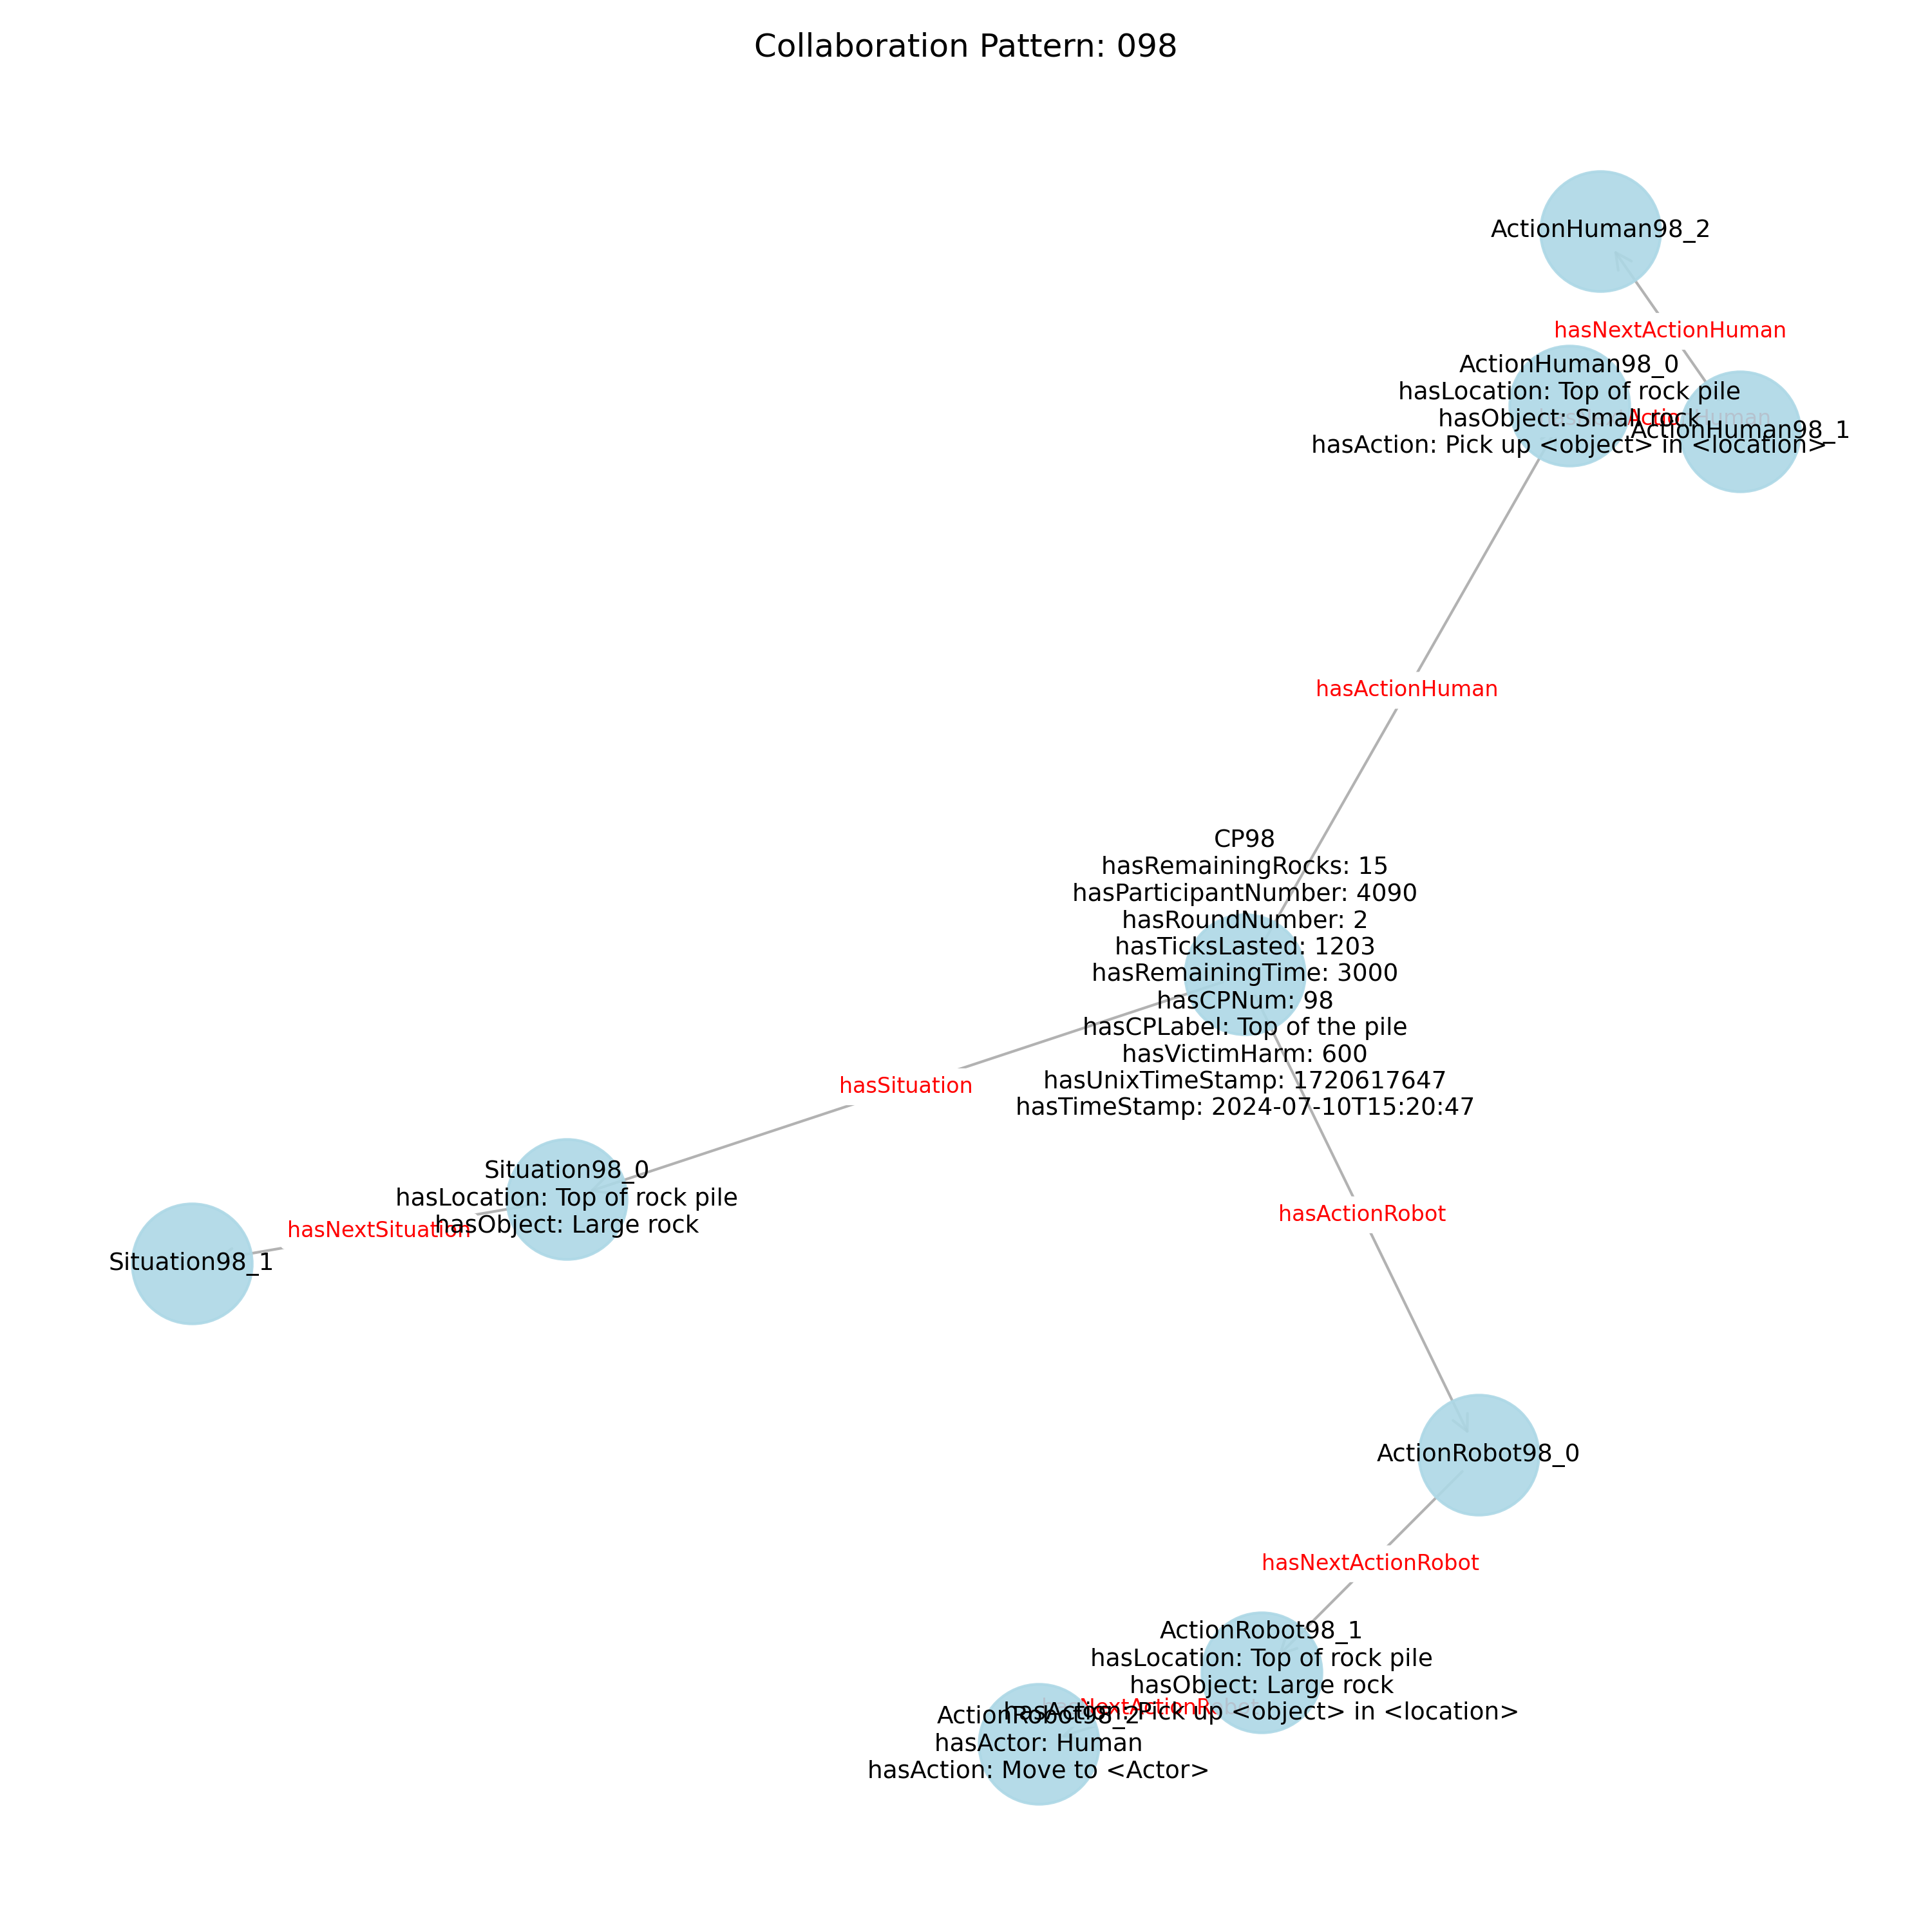 Collaboration Pattern: 098
ActionHuman98_2
hasNextActionHuman
ActionHuman98_0
hasLocation: Top of rock pile
hasObject: Small rock
hasAction: Pick up <object> in <location>
ActionHuman98_1
hasActionHuman
CP98
hasRemainingRocks: 15
hasParticipantNumber: 4090
hasRoundNumber: 2
hasTicksLasted: 1203
hasRemainingTime: 3000
hasCPNum: 98
hasCPLabel: Top of the pile
hasVictimHarm: 600
hasUnixTimeStamp: 1720617647
hasTimeStamp: 2024-07-10T15:20:47
hasSituation
Situation98_0
hasLocation: Top of rock pile
hasObject: Large rock
hasNextSituation
Situation98_1
hasActionRobot
ActionRobot98_0
hasNextActionRobot
ActionRobot98_1
hasLocation: Top of rock pile
hasObject: Large rock
hasAction: Pick up <object> in <location>
hasNextActionRobot
ActionRobot98_2
hasActor: Human
hasAction: Move to <Actor>